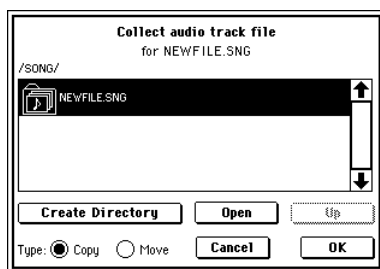 Collect audio track file
for NEWFILE.SNG
/SONG/
NEWFILE.SNG
Create Directory Open Up
Type: Copy Move Cancel OK